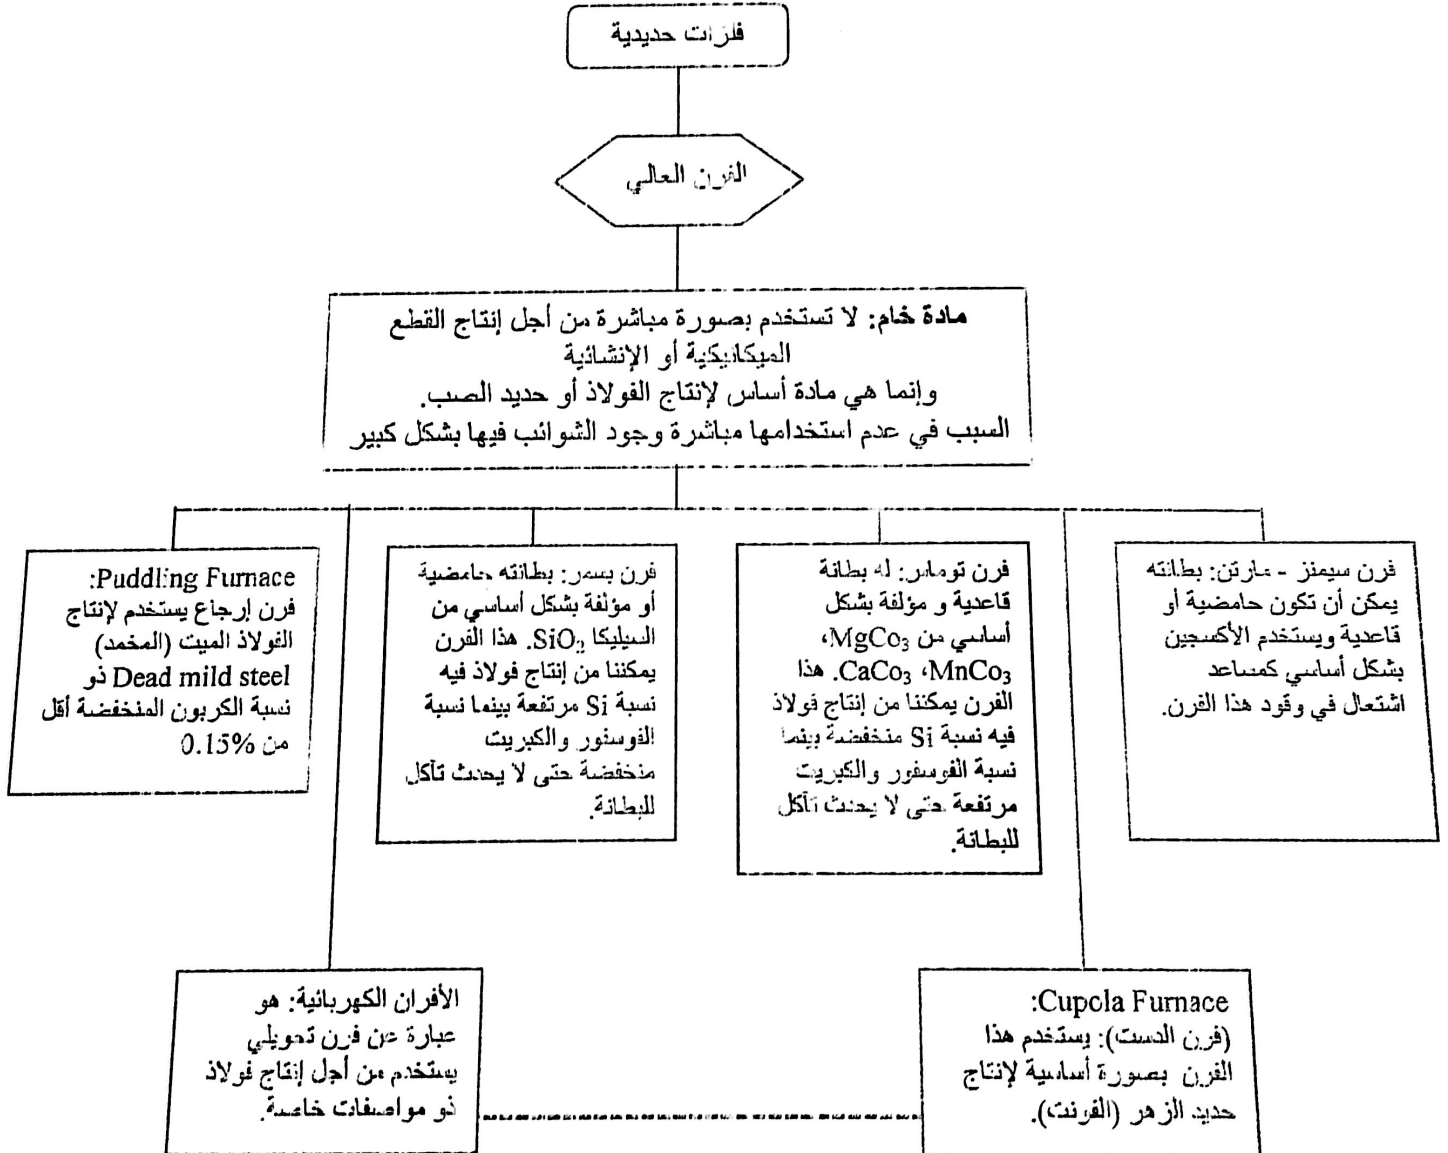 فلزات حديدية
الفرن العالي
مادة خام: لا تستخدم بصورة مباشرة من أجل إنتاج القطع
الميكانيكية أو الإنشائية
وإنما هي مادة أساس لإنتاج الفولاذ أو حديد الصب.
السبب في عدم استخدامها مباشرة وجود الشوائب فيها بشكل كبير
فرن سيمنز - مارتن: بطانته
يمكن أن تكون حامضية أو
قاعدية ويستخدم الأكسجين
بشكل أساسي كمساعد
اشتعال في وقود هذا الفرن.
فرن توماس: له بطانة
قاعدية و مؤلفة بشكل
أساسي من MgCo₃،
MnCo₃، CaCo₃. هذا
الفرن يمكننا من إنتاج فولاذ
فيه نسبة Si منخفضة بينما
نسبة الفوسفور والكبريت
مرتفعة حتى لا يحدث تآكل
للبطانة.
فرن بسمر: بطانته حامضية
أو مؤلفة بشكل أساسي من
السيليكا SiO₂. هذا الفرن
يمكننا من إنتاج فولاذ فيه
نسبة Si مرتفعة بينما نسبة
الفوسفور والكبريت
منخفضة حتى لا يحدث تآكل
للبطانة.
Puddling Furnace:
فرن إرجاع يستخدم لإنتاج
الفولاذ الميت (المخمد)
Dead mild steel ذو
نسبة الكربون المنخفضة أقل
من 0.15%
Cupola Furnace:
(فرن الدست): يستخدم هذا
الفرن بصورة أساسية لإنتاج
حديد الزهر (الفرنت).
الأفران الكهربائية: هو
عبارة عن فرن تحويلي
يستخدم من أجل إنتاج فولاذ
ذو مواصفات خاصة.